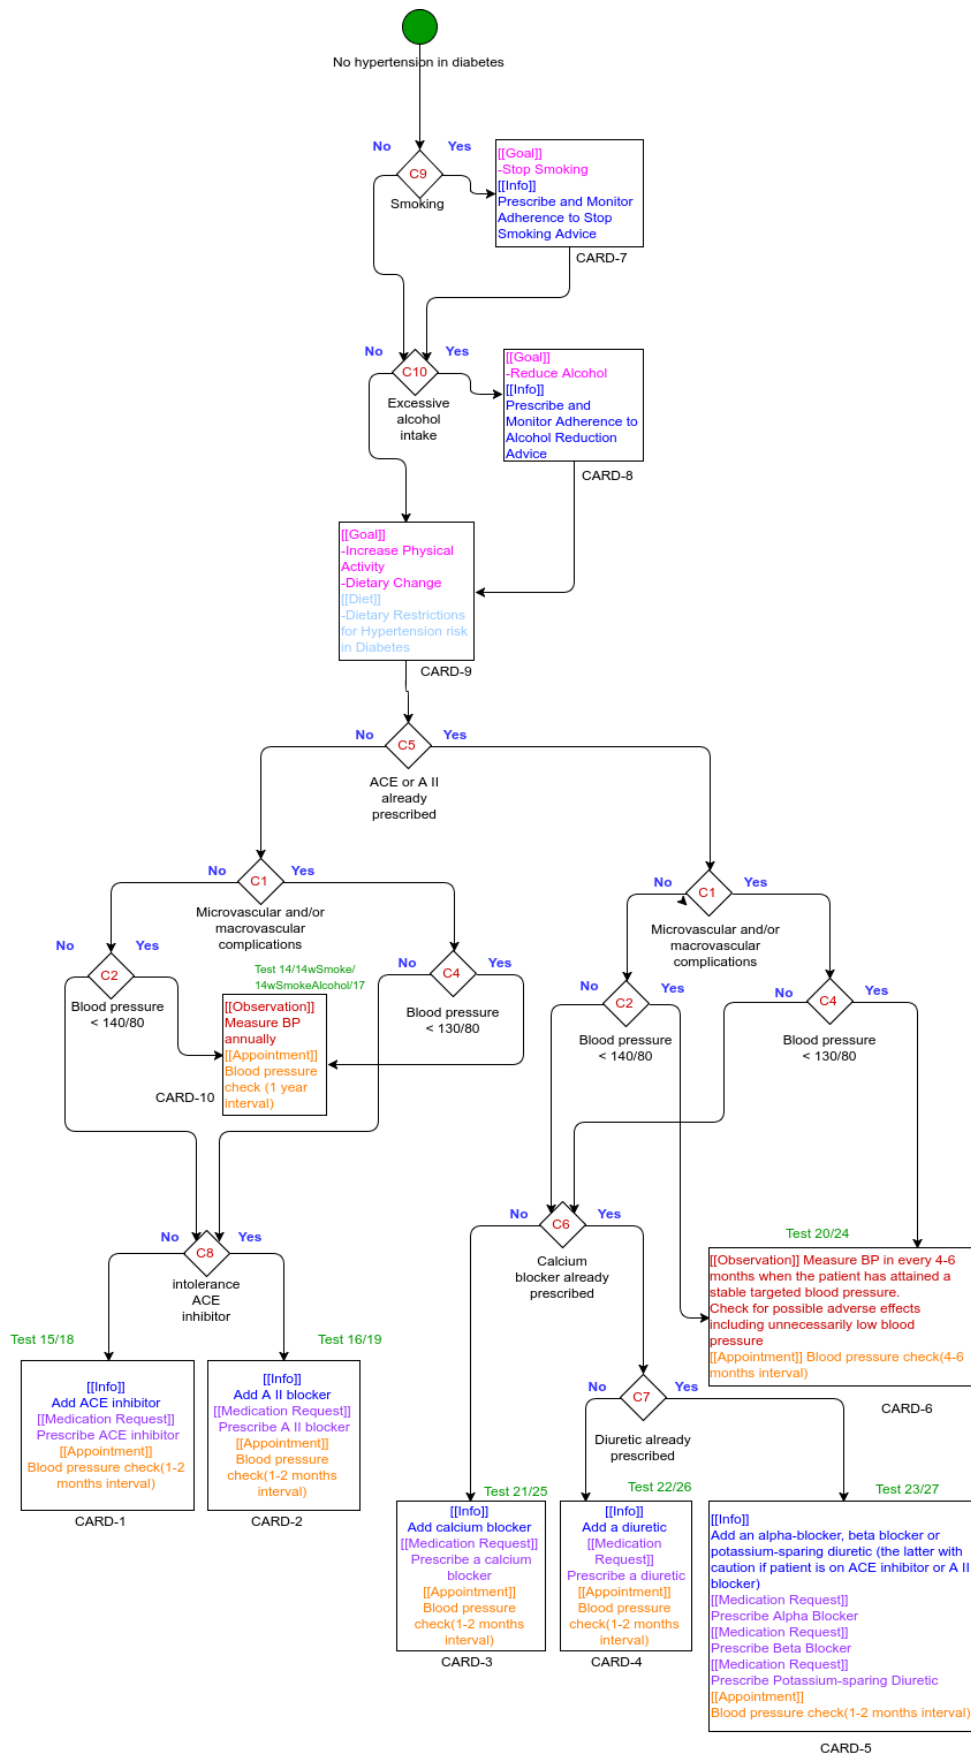 No hypertension in diabetes
No
Yes
C9
Smoking
[[Goal]]
-Stop Smoking
[[Info]]
Prescribe and Monitor
Adherence to Stop
Smoking Advice
CARD-7
No
Yes
C10
Excessive
alcohol
intake
[[Goal]]
-Reduce Alcohol
[[Info]]
Prescribe and
Monitor Adherence to
Alcohol Reduction
Advice
CARD-8
[[Goal]]
-Increase Physical
Activity
-Dietary Change
[[Diet]]
-Dietary Restrictions
for Hypertension risk
in Diabetes
CARD-9
No
Yes
C5
ACE or A II
already
prescribed
No
Yes
C1
Microvascular and/or
macrovascular
complications
No
Yes
C1
Microvascular and/or
macrovascular
complications
No
Yes
C2
Blood pressure
< 140/80
Test 14/14wSmoke/
14wSmokeAlcohol/17
[[Observation]]
Measure BP
annually
[[Appointment]]
Blood pressure
check (1 year
interval)
CARD-10
No
Yes
C4
Blood pressure
< 130/80
No
Yes
C2
Blood pressure
< 140/80
No
Yes
C4
Blood pressure
< 130/80
No
Yes
C8
intolerance
ACE
inhibitor
No
Yes
C6
Calcium
blocker already
prescribed
Test 20/24
[[Observation]] Measure BP in every 4-6
months when the patient has attained a
stable targeted blood pressure.
Check for possible adverse effects
including unnecessarily low blood
pressure
[[Appointment]] Blood pressure check(4-6
months interval)
CARD-6
Test 15/18
[[Info]]
Add ACE inhibitor
[[Medication Request]]
Prescribe ACE inhibitor
[[Appointment]]
Blood pressure check(1-2
months interval)
CARD-1
Test 16/19
[[Info]]
Add A II blocker
[[Medication Request]]
Prescribe A II blocker
[[Appointment]]
Blood pressure
check(1-2 months
interval)
CARD-2
No
Yes
C7
Diuretic already
prescribed
Test 21/25
[[Info]]
Add calcium blocker
[[Medication Request]]
Prescribe a calcium
blocker
[[Appointment]]
Blood pressure
check(1-2 months
interval)
CARD-3
Test 22/26
[[Info]]
Add a diuretic
[[Medication
Request]]
Prescribe a diuretic
[[Appointment]]
Blood pressure
check(1-2 months
interval)
CARD-4
Test 23/27
[[Info]]
Add an alpha-blocker, beta blocker or
potassium-sparing diuretic (the latter with
caution if patient is on ACE inhibitor or A II
blocker)
[[Medication Request]]
Prescribe Alpha Blocker
[[Medication Request]]
Prescribe Beta Blocker
[[Medication Request]]
Prescribe Potassium-sparing Diuretic
[[Appointment]]
Blood pressure check(1-2 months interval)
CARD-5